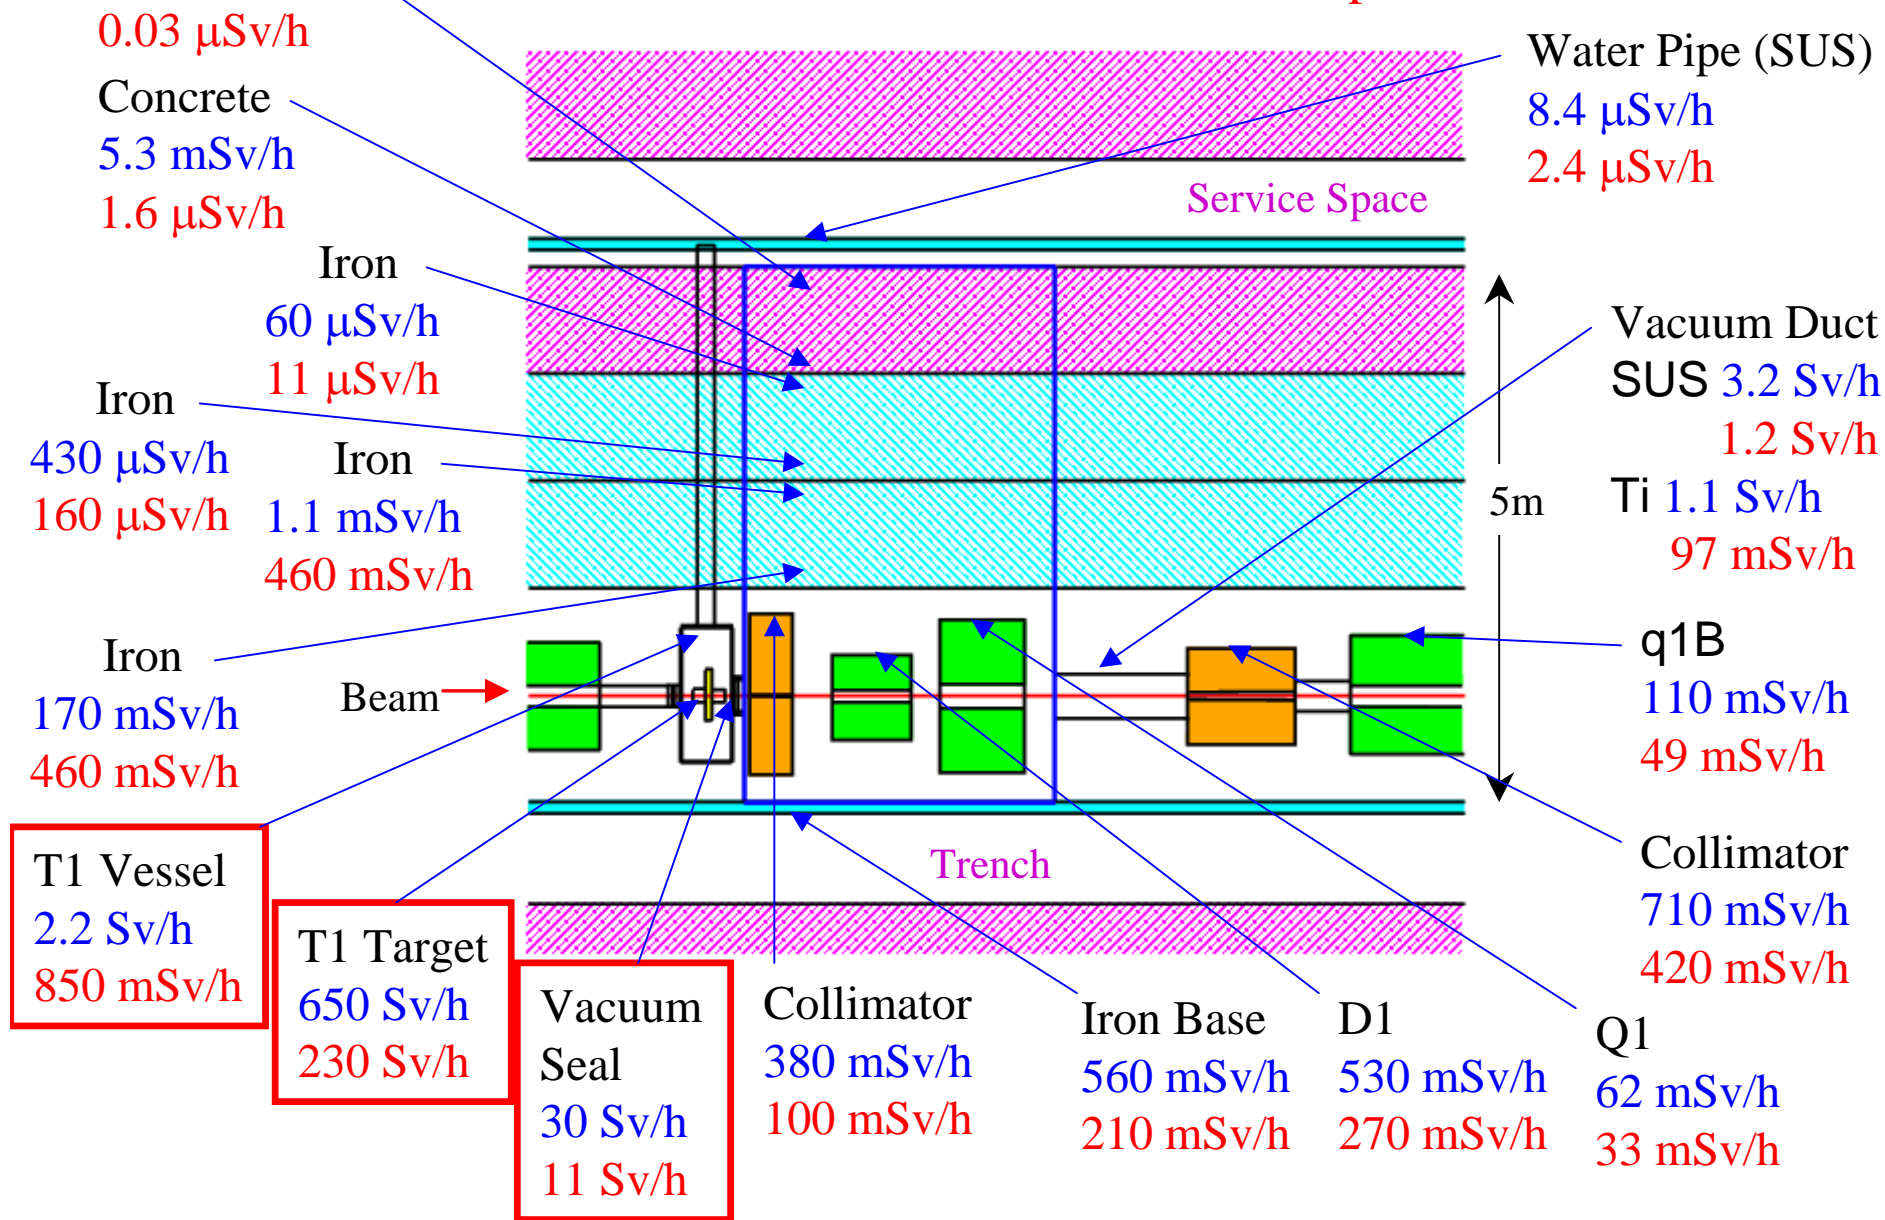 0.03 μSv/h
Concrete
5.3 mSv/h
1.6 μSv/h
Water Pipe (SUS)
8.4 μSv/h
2.4 μSv/h
Service Space
Iron
60 μSv/h
11 μSv/h
Iron
430 μSv/h
160 μSv/h
Iron
1.1 mSv/h
460 mSv/h
Vacuum Duct
SUS 3.2 Sv/h
1.2 Sv/h
Ti 1.1 Sv/h
97 mSv/h
5m
Iron
170 mSv/h
460 mSv/h
Beam
q1B
110 mSv/h
49 mSv/h
T1 Vessel
2.2 Sv/h
850 mSv/h
T1 Target
650 Sv/h
230 Sv/h
Vacuum
Seal
30 Sv/h
11 Sv/h
Trench
Collimator
380 mSv/h
100 mSv/h
Iron Base
560 mSv/h
210 mSv/h
D1
530 mSv/h
270 mSv/h
Q1
62 mSv/h
33 mSv/h
Collimator
710 mSv/h
420 mSv/h